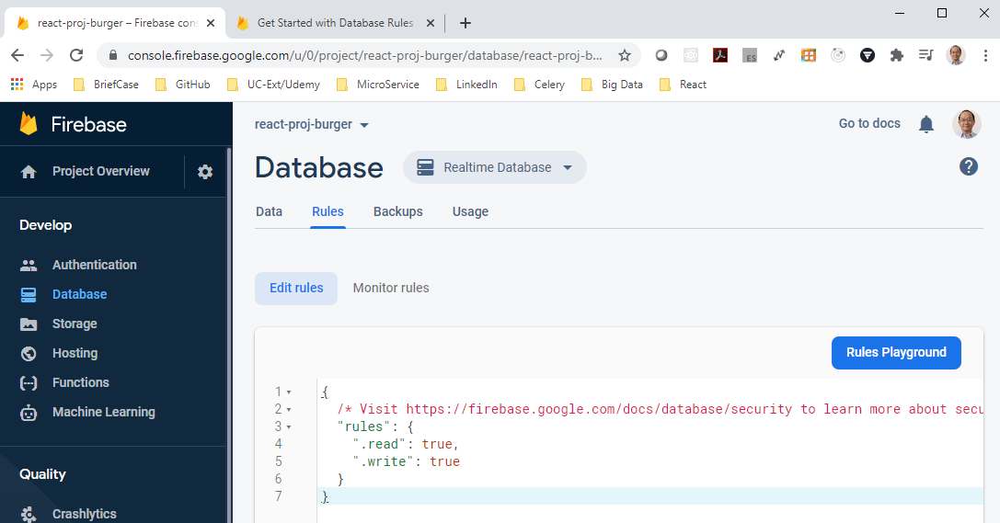 react-proj-burger – Firebase cons
Get Started with Database Rules
console.firebase.google.com/u/0/project/react-proj-burger/database/react-proj-b...
Apps BriefCase GitHub UC-Ext/Udemy MicroService LinkedIn Celery Big Data React
Firebase
react-proj-burger
Go to docs
Project Overview
Database
Realtime Database
Data Rules Backups Usage
Develop
Authentication
Database
Storage
Hosting
Functions
Machine Learning
Quality
Crashlytics
Edit rules Monitor rules
Rules Playground
1 {
2 /* Visit https://firebase.google.com/docs/database/security to learn more about secu
3 "rules": {
4 ".read": true,
5 ".write": true
6 }
7 }